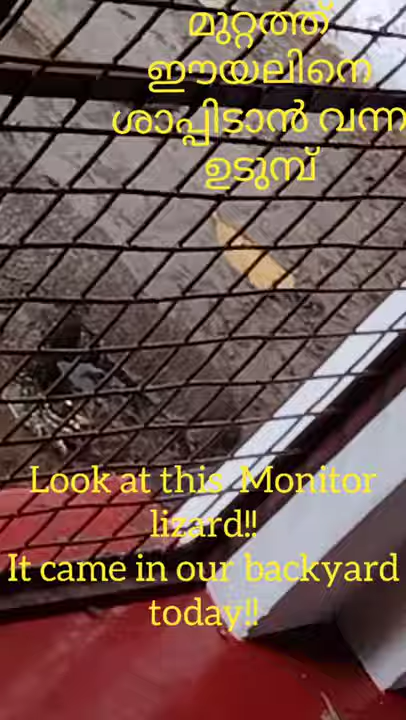 മുറ്റത്ത്
ഈയലിനെ
ശാപ്പിടാൻ വന്ന
ഉടുമ്പ്
Look at this Monitor
lizard!!
It came in our backyard
today!!